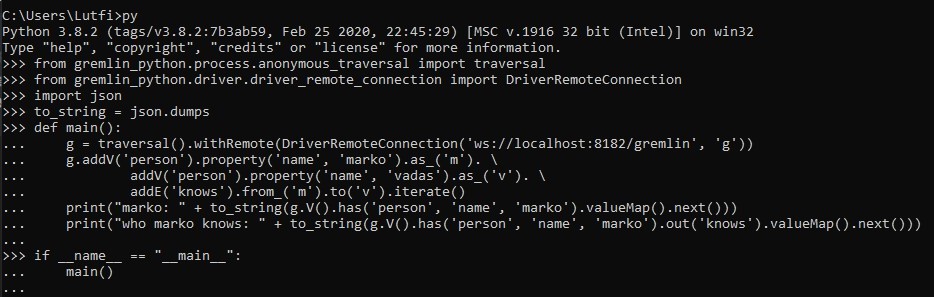 C:\Users\Lutfi>py
Python 3.8.2 (tags/v3.8.2:7b3ab59, Feb 25 2020, 22:45:29) [MSC v.1916 32 bit (Intel)] on win32
Type "help", "copyright", "credits" or "license" for more information.
>>> from gremlin_python.process.anonymous_traversal import traversal
>>> from gremlin_python.driver.driver_remote_connection import DriverRemoteConnection
>>> import json
>>> to_string = json.dumps
>>> def main():
...     g = traversal().withRemote(DriverRemoteConnection('ws://localhost:8182/gremlin', 'g'))
...     g.addV('person').property('name', 'marko').as_('m'). \
...             addV('person').property('name', 'vadas').as_('v'). \
...             addE('knows').from_('m').to('v').iterate()
...     print("marko: " + to_string(g.V().has('person', 'name', 'marko').valueMap().next()))
...     print("who marko knows: " + to_string(g.V().has('person', 'name', 'marko').out('knows').valueMap().next()))
...
>>> if __name__ == "__main__":
...     main()
...